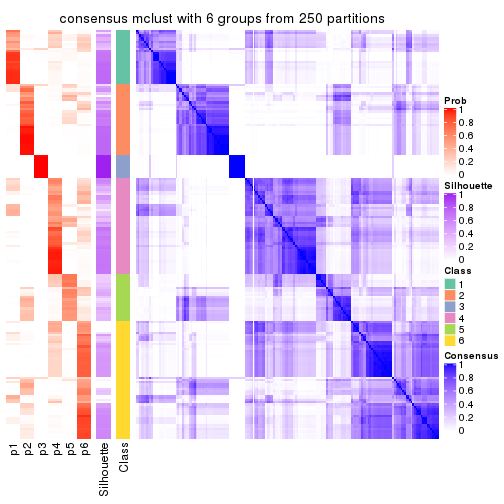 consensus mclust with 6 groups from 250 partitions
Prob
1
0.8
0.6
0.4
0.2
0
Silhouette
1
0.8
0.6
0.4
0.2
0
Class
1
2
3
4
5
6
Consensus
1
0.8
0.6
0.4
0.2
0
p1
p2
p3
p4
p5
p6
Silhouette
Class